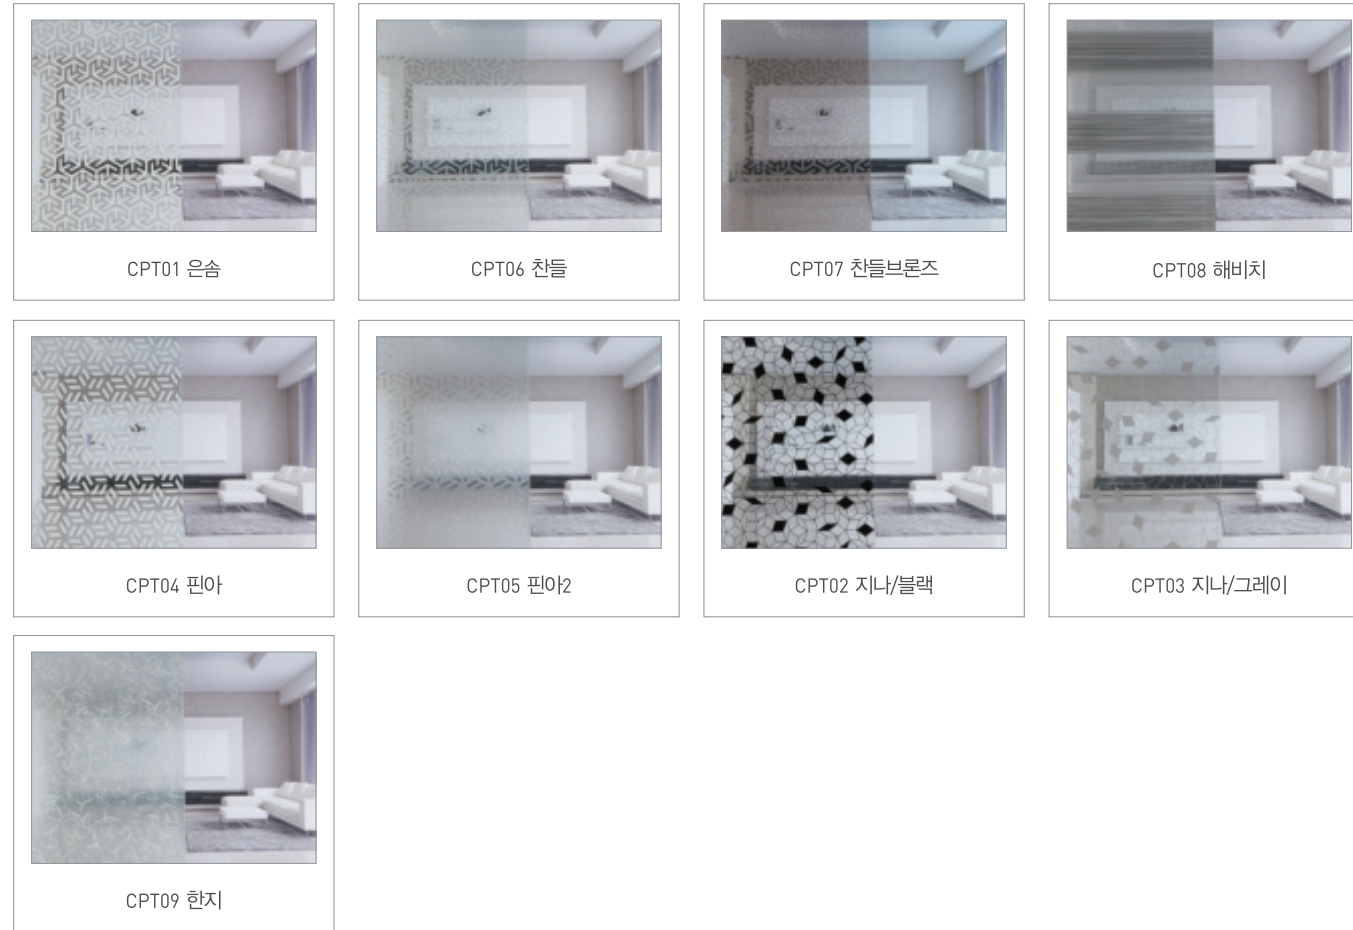 CPT01 은솜
CPT06 찬들
CPT07 찬들브론즈
CPT08 해비치
CPT04 핀아
CPT05 핀아2
CPT02 지나/블랙
CPT03 지나/그레이
CPT09 한지